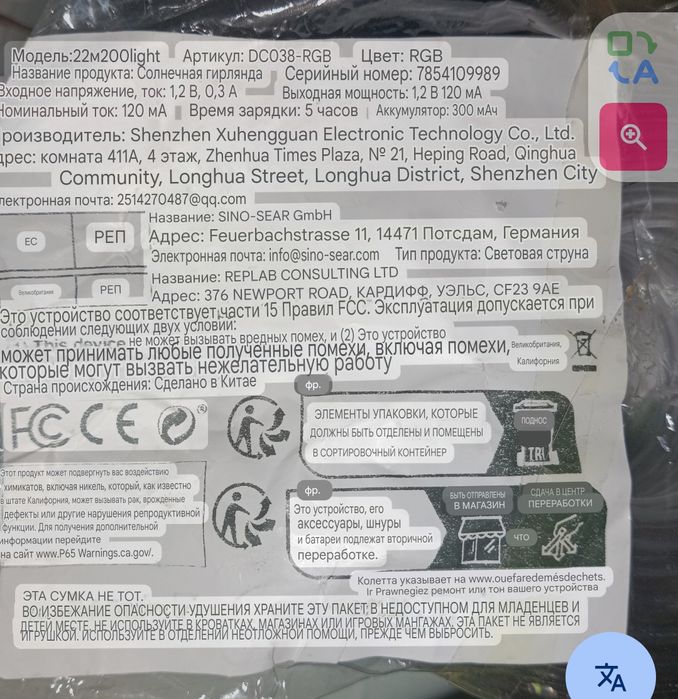 Модель:22м200light Артикул: DC038-RGB Цвет: RGB
Название продукта: Солнечная гирлянда Серийный номер: 7854109989
Входное напряжение, ток: 1,2 В, 0,3 А Выходная мощность: 1,2 В 120 мА
Номинальный ток: 120 мА Время зарядки: 5 часов Аккумулятор: 300 мАч
роизводитель: Shenzhen Xuhengguan Electronic Technology Co., Ltd.
дрес: комната 411A, 4 этаж, Zhenhua Times Plaza, № 21, Heping Road, Qinghua
Community, Longhua Street, Longhua District, Shenzhen City
лектронная почта: 2514270487@qq.com
ЕС РЕП
Название: SINO-SEAR GmbH
Адрес: Feuerbachstrasse 11, 14471 Потсдам, Германия
Электронная почта: info@sino-sear.com Тип продукта: Световая струна
Великобритания РЕП
Название: REPLAB CONSULTING LTD
Адрес: 376 NEWPORT ROAD, КАРДИФФ, УЭЛЬС, CF23 9AE
Это устройство соответствует части 15 Правил FCC. Эксплуатация допускается при
соблюдении следующих двух условии:
This device не может вызывать вредных помех, и (2) Это устройство
может принимать любые полученные помехи, включая помехи,
которые могут вызвать нежелательную работу
Великобритания,
Калифорния
Страна происхождения: Сделано в Китае
FC CE
фр.
ЭЛЕМЕНТЫ УПАКОВКИ, КОТОРЫЕ
ДОЛЖНЫ БЫТЬ ОТДЕЛЕНЫ И ПОМЕЩЕНЫ
В СОРТИРОВОЧНЫЙ КОНТЕЙНЕР
ПОДНОС
TRI
Этот продукт может подвергнуть вас воздействию
химикатов, включая никель, который, как известно
в штате Калифорния, может вызывать рак, врожденные
дефекты или другие нарушения репродуктивной
функции. Для получения дополнительной
информации перейдите
на сайт www.P65 Warnings.ca.gov/.
фр.
Это устройство, его
аксессуары, шнуры
и батареи подлежат вторичной
переработке.
БЫТЬ ОТПРАВЛЕНЫ
В МАГАЗИН
ЧТО
СДАЧА В ЦЕНТР
ПЕРЕРАБОТКИ
Колетта указывает на www.ouefaredemésdechets.
Ir Prawnegiez ремонт или тон вашего устройства
ЭТА СУМКА НЕ ТОТ.
ВО ИЗБЕЖАНИЕ ОПАСНОСТИ УДУШЕНИЯ ХРАНИТЕ ЭТУ ПАКЕТ, В НЕДОСТУПНОМ ДЛЯ МЛАДЕНЦЕВ И
ДЕТЕЙ МЕСТЕ. НЕ ИСПОЛЬЗУЙТЕ В КРОВАТКАХ, МАГАЗИНАХ ИЛИ ИГРОВЫХ МАНГАЖАХ. ЭТА ПАКЕТ НЕ ЯВЛЯЕТСЯ
ИГРУШКОЙ. ИСПОЛЬЗУЙТЕ В ОТДЕЛЕНИИ НЕОТЛОЖНОЙ ПОМОЩИ, ПРЕЖДЕ ЧЕМ ВЫБРОСИТЬ.